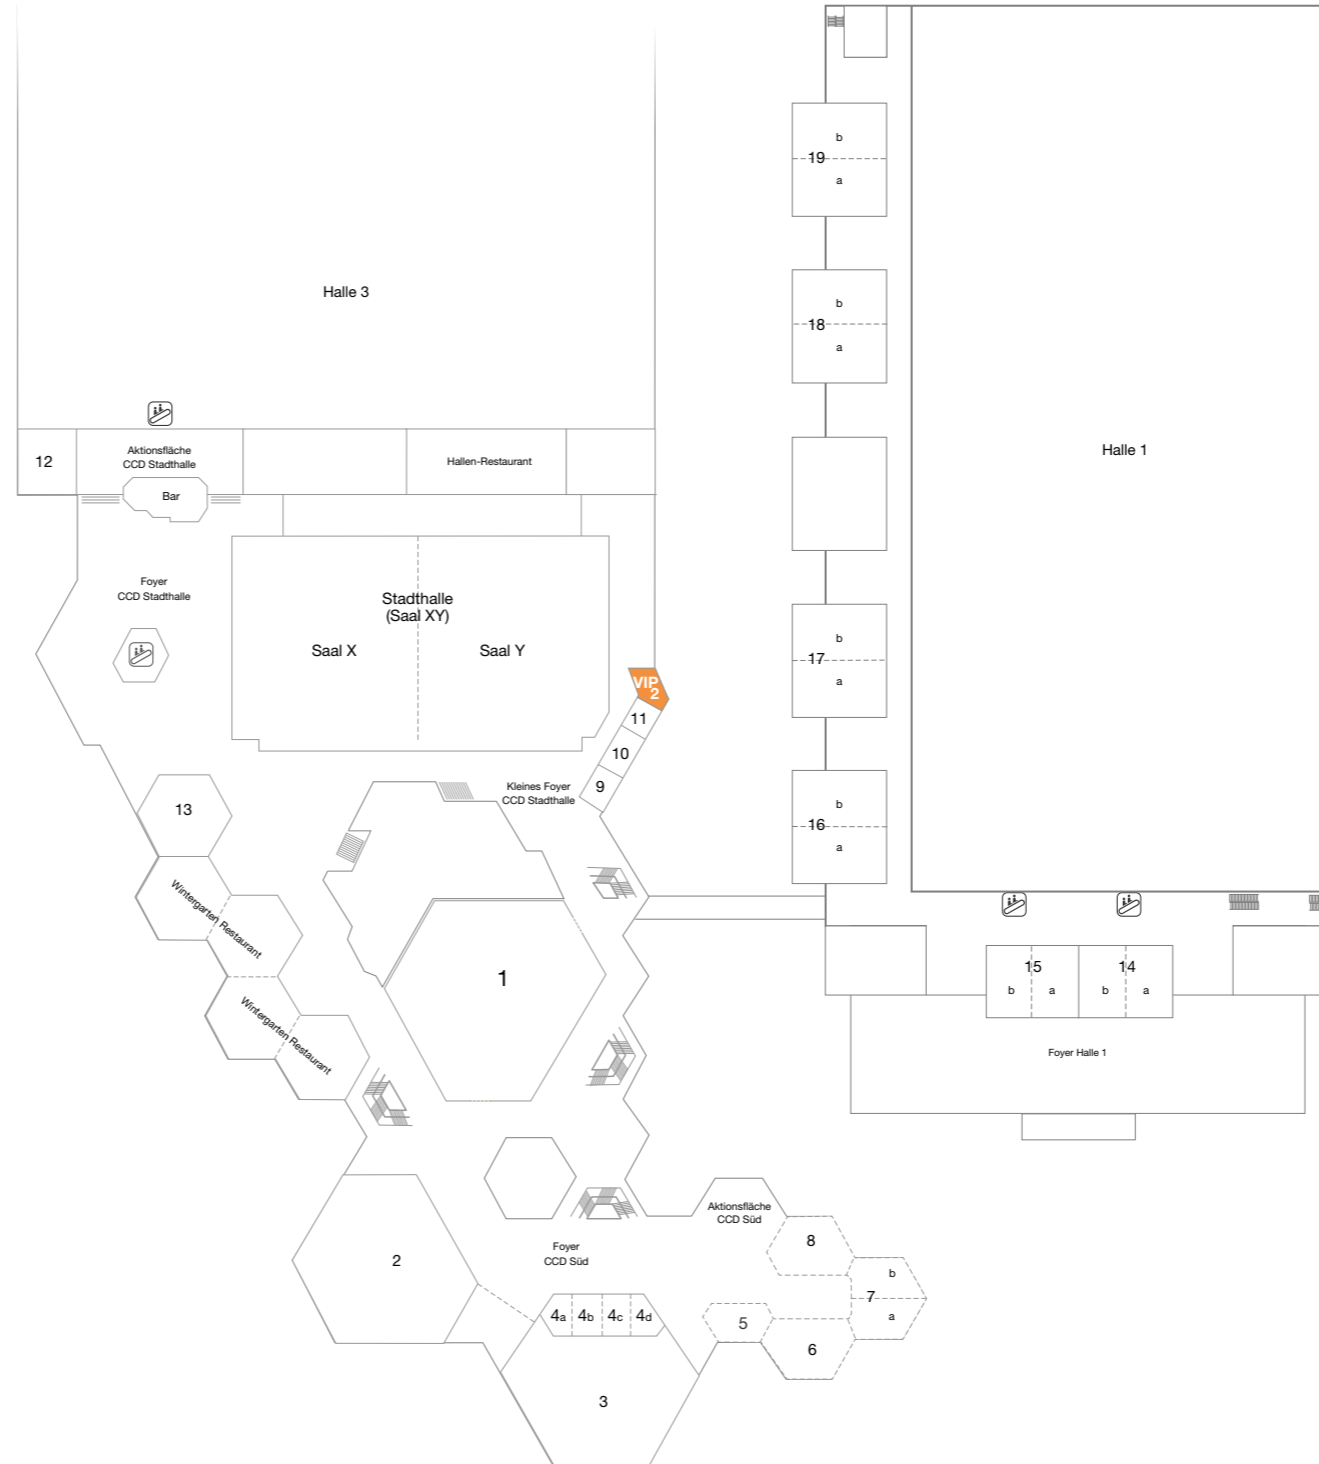 b
19
a
b
18
a
Halle 3
Halle 1
12
Aktionsfläche
CCD Stadthalle
Hallen-Restaurant
Bar
Foyer
CCD Stadthalle
Stadthalle
(Saal XY)
Saal X
Saal Y
b
17
a
VIP
2
11
10
9
Kleines Foyer
CCD Stadthalle
b
16
a
13
Wintergarten Restaurant
Wintergarten Restaurant
1
15
14
b
a
b
a
Foyer Halle 1
Aktionsfläche
CCD Süd
Foyer
CCD Süd
2
8
b
7
a
4a
4b
4c
4d
5
6
3